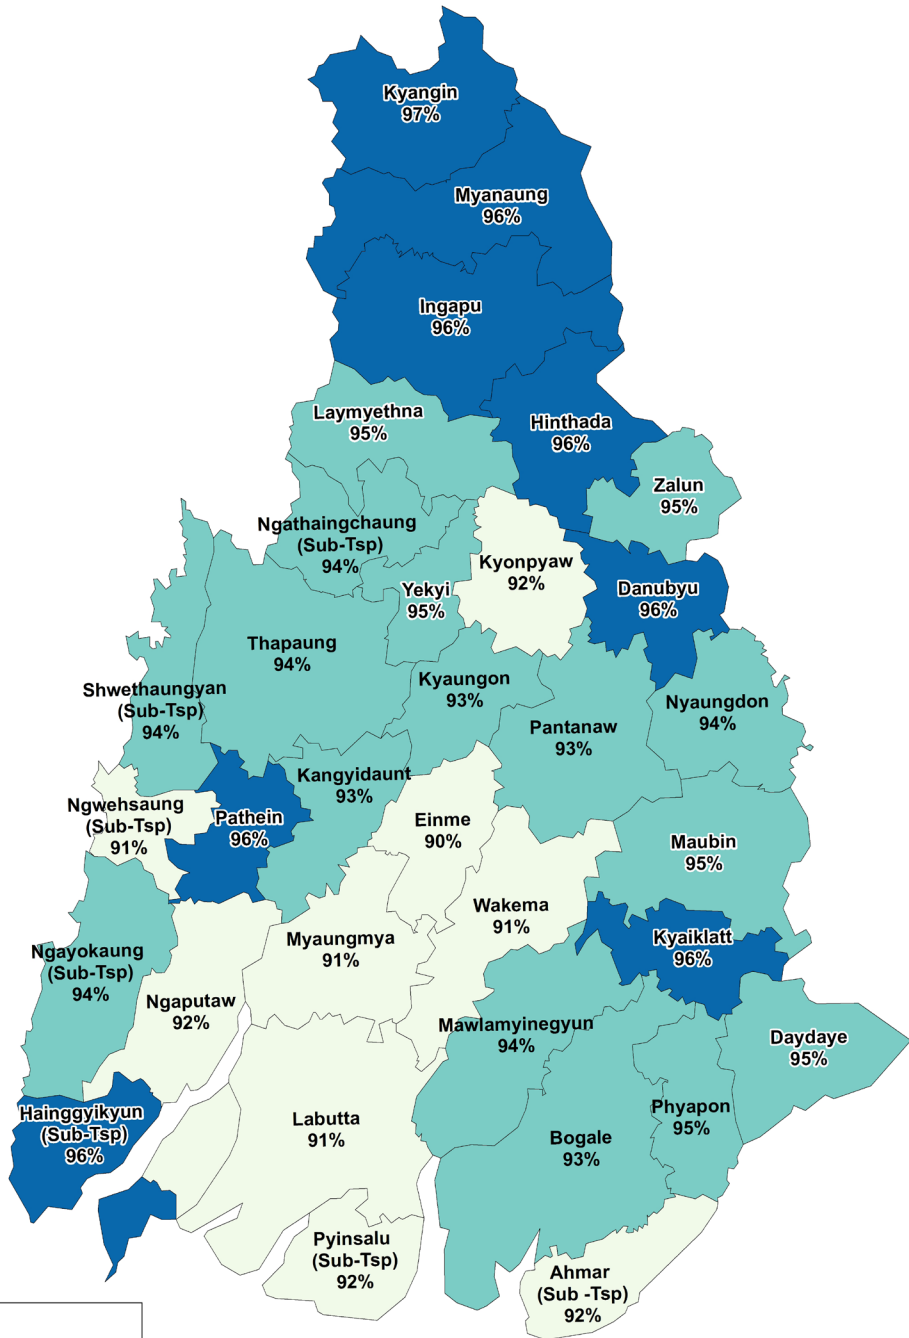 Kyangin
97%
Myanaung
96%
Ingapu
96%
Laymyethna
95%
Hinthada
96%
Zalun
95%
Ngathaingchaung
(Sub-Tsp)
94%
Kyonpyaw
92%
Yekyi
95%
Danubyu
96%
Thapaung
94%
Shwethaungyan
(Sub-Tsp)
94%
Kyaungon
93%
Nyaungdon
94%
Pantanaw
93%
Kangyidaunt
93%
Ngwehsaung
(Sub-Tsp)
91%
Pathein
96%
Einme
90%
Maubin
95%
Wakema
91%
Myaungmya
91%
Kyaiklatt
96%
Ngayokaung
(Sub-Tsp)
94%
Ngaputaw
92%
Mawlamyinegyun
94%
Daydaye
95%
Hainggyikyun
(Sub-Tsp)
96%
Labutta
91%
Phyapon
95%
Bogale
93%
Pyinsalu
(Sub-Tsp)
92%
Ahmar
(Sub -Tsp)
92%